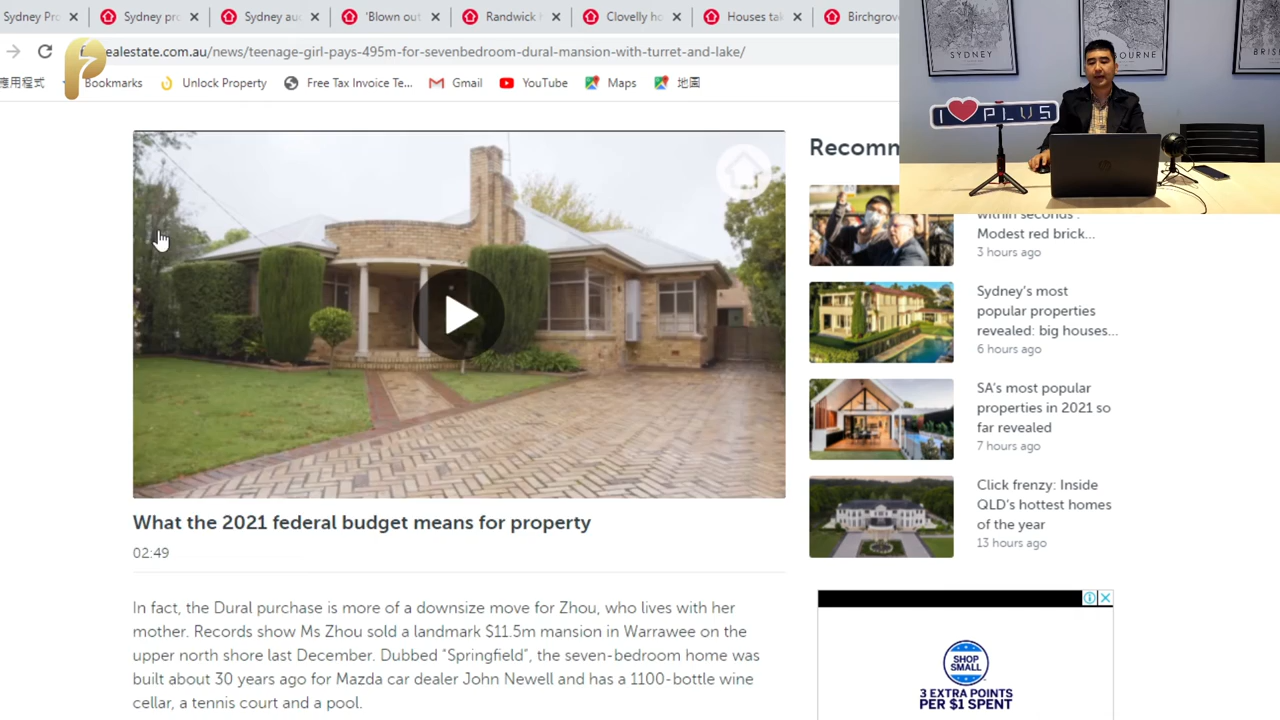 Sydney Pro
Sydney pro
Sydney auc
'Blown out
Randwick
Clovelly ho
Houses tak
Birchgrove
ealestate.com.au/news/teenage-girl-pays-495m-for-sevenbedroom-dural-mansion-with-turret-and-lake/
應用程式
Bookmarks
Unlock Property
Free Tax Invoice Te...
Gmail
YouTube
Maps
地圖
SYDNEY
I PLUS
Recomm
within seconds':
Modest red brick...
3 hours ago
Sydney's most
popular properties
revealed: big houses...
6 hours ago
SA's most popular
properties in 2021 so
far revealed
7 hours ago
Click frenzy: Inside
QLD's hottest homes
of the year
13 hours ago
What the 2021 federal budget means for property
02:49
In fact, the Dural purchase is more of a downsize move for Zhou, who lives with her
mother. Records show Ms Zhou sold a landmark $11.5m mansion in Warrawee on the
upper north shore last December. Dubbed “Springfield”, the seven-bedroom home was
built about 30 years ago for Mazda car dealer John Newell and has a 1100-bottle wine
cellar, a tennis court and a pool.
SHOP
SMALL
3 EXTRA POINTS
PER $1 SPENT